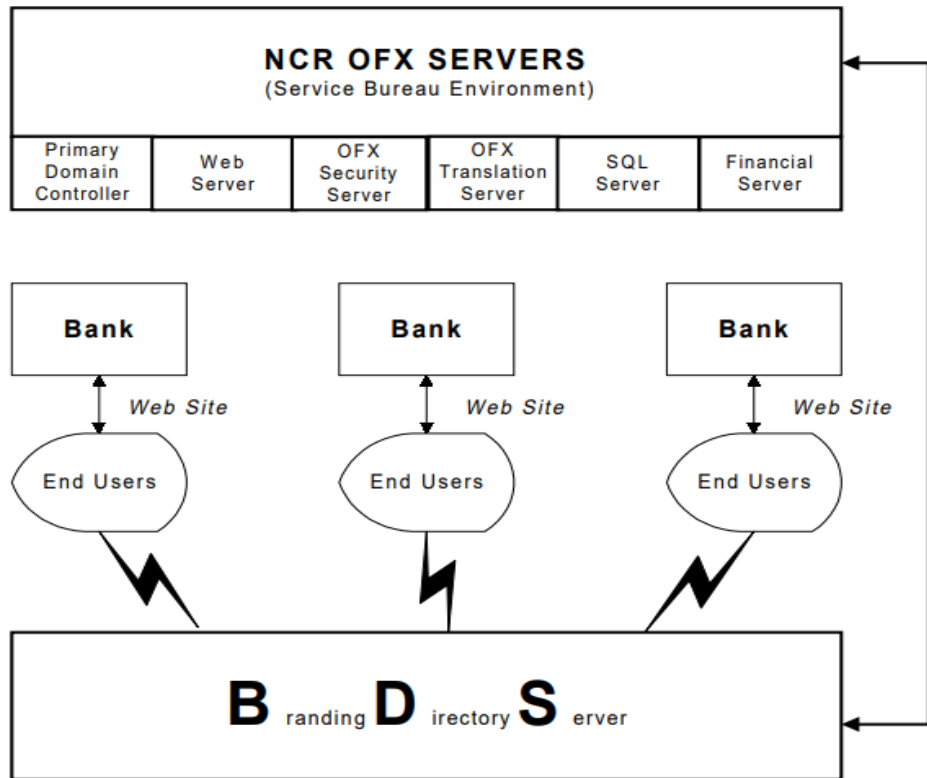 NCR OFX SERVERS
(Service Bureau Environment)
Primary
Domain
Controller
Web
Server
OFX
Security
Server
OFX
Translation
Server
SQL
Server
Financial
Server
Bank
Bank
Bank
Web Site
Web Site
Web Site
End Users
End Users
End Users
B randing D irectory S erver